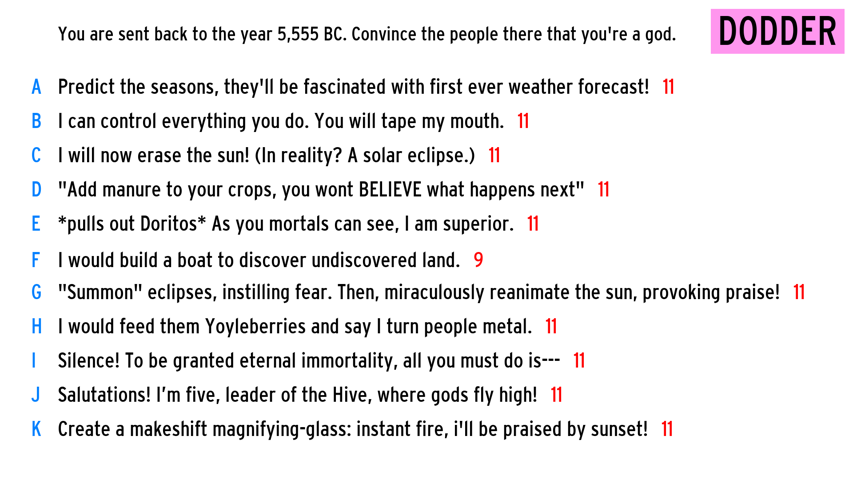 You are sent back to the year 5,555 BC. Convince the people there that you're a god.
DODDER
A Predict the seasons, they'll be fascinated with first ever weather forecast! 11
B I can control everything you do. You will tape my mouth. 11
C I will now erase the sun! (In reality? A solar eclipse.) 11
D "Add manure to your crops, you wont BELIEVE what happens next" 11
E *pulls out Doritos* As you mortals can see, I am superior. 11
F I would build a boat to discover undiscovered land. 9
G "Summon" eclipses, instilling fear. Then, miraculously reanimate the sun, provoking praise! 11
H I would feed them Yoyleberries and say I turn people metal. 11
I Silence! To be granted eternal immortality, all you must do is--- 11
J Salutations! I'm five, leader of the Hive, where gods fly high! 11
K Create a makeshift magnifying-glass: instant fire, i'll be praised by sunset! 11